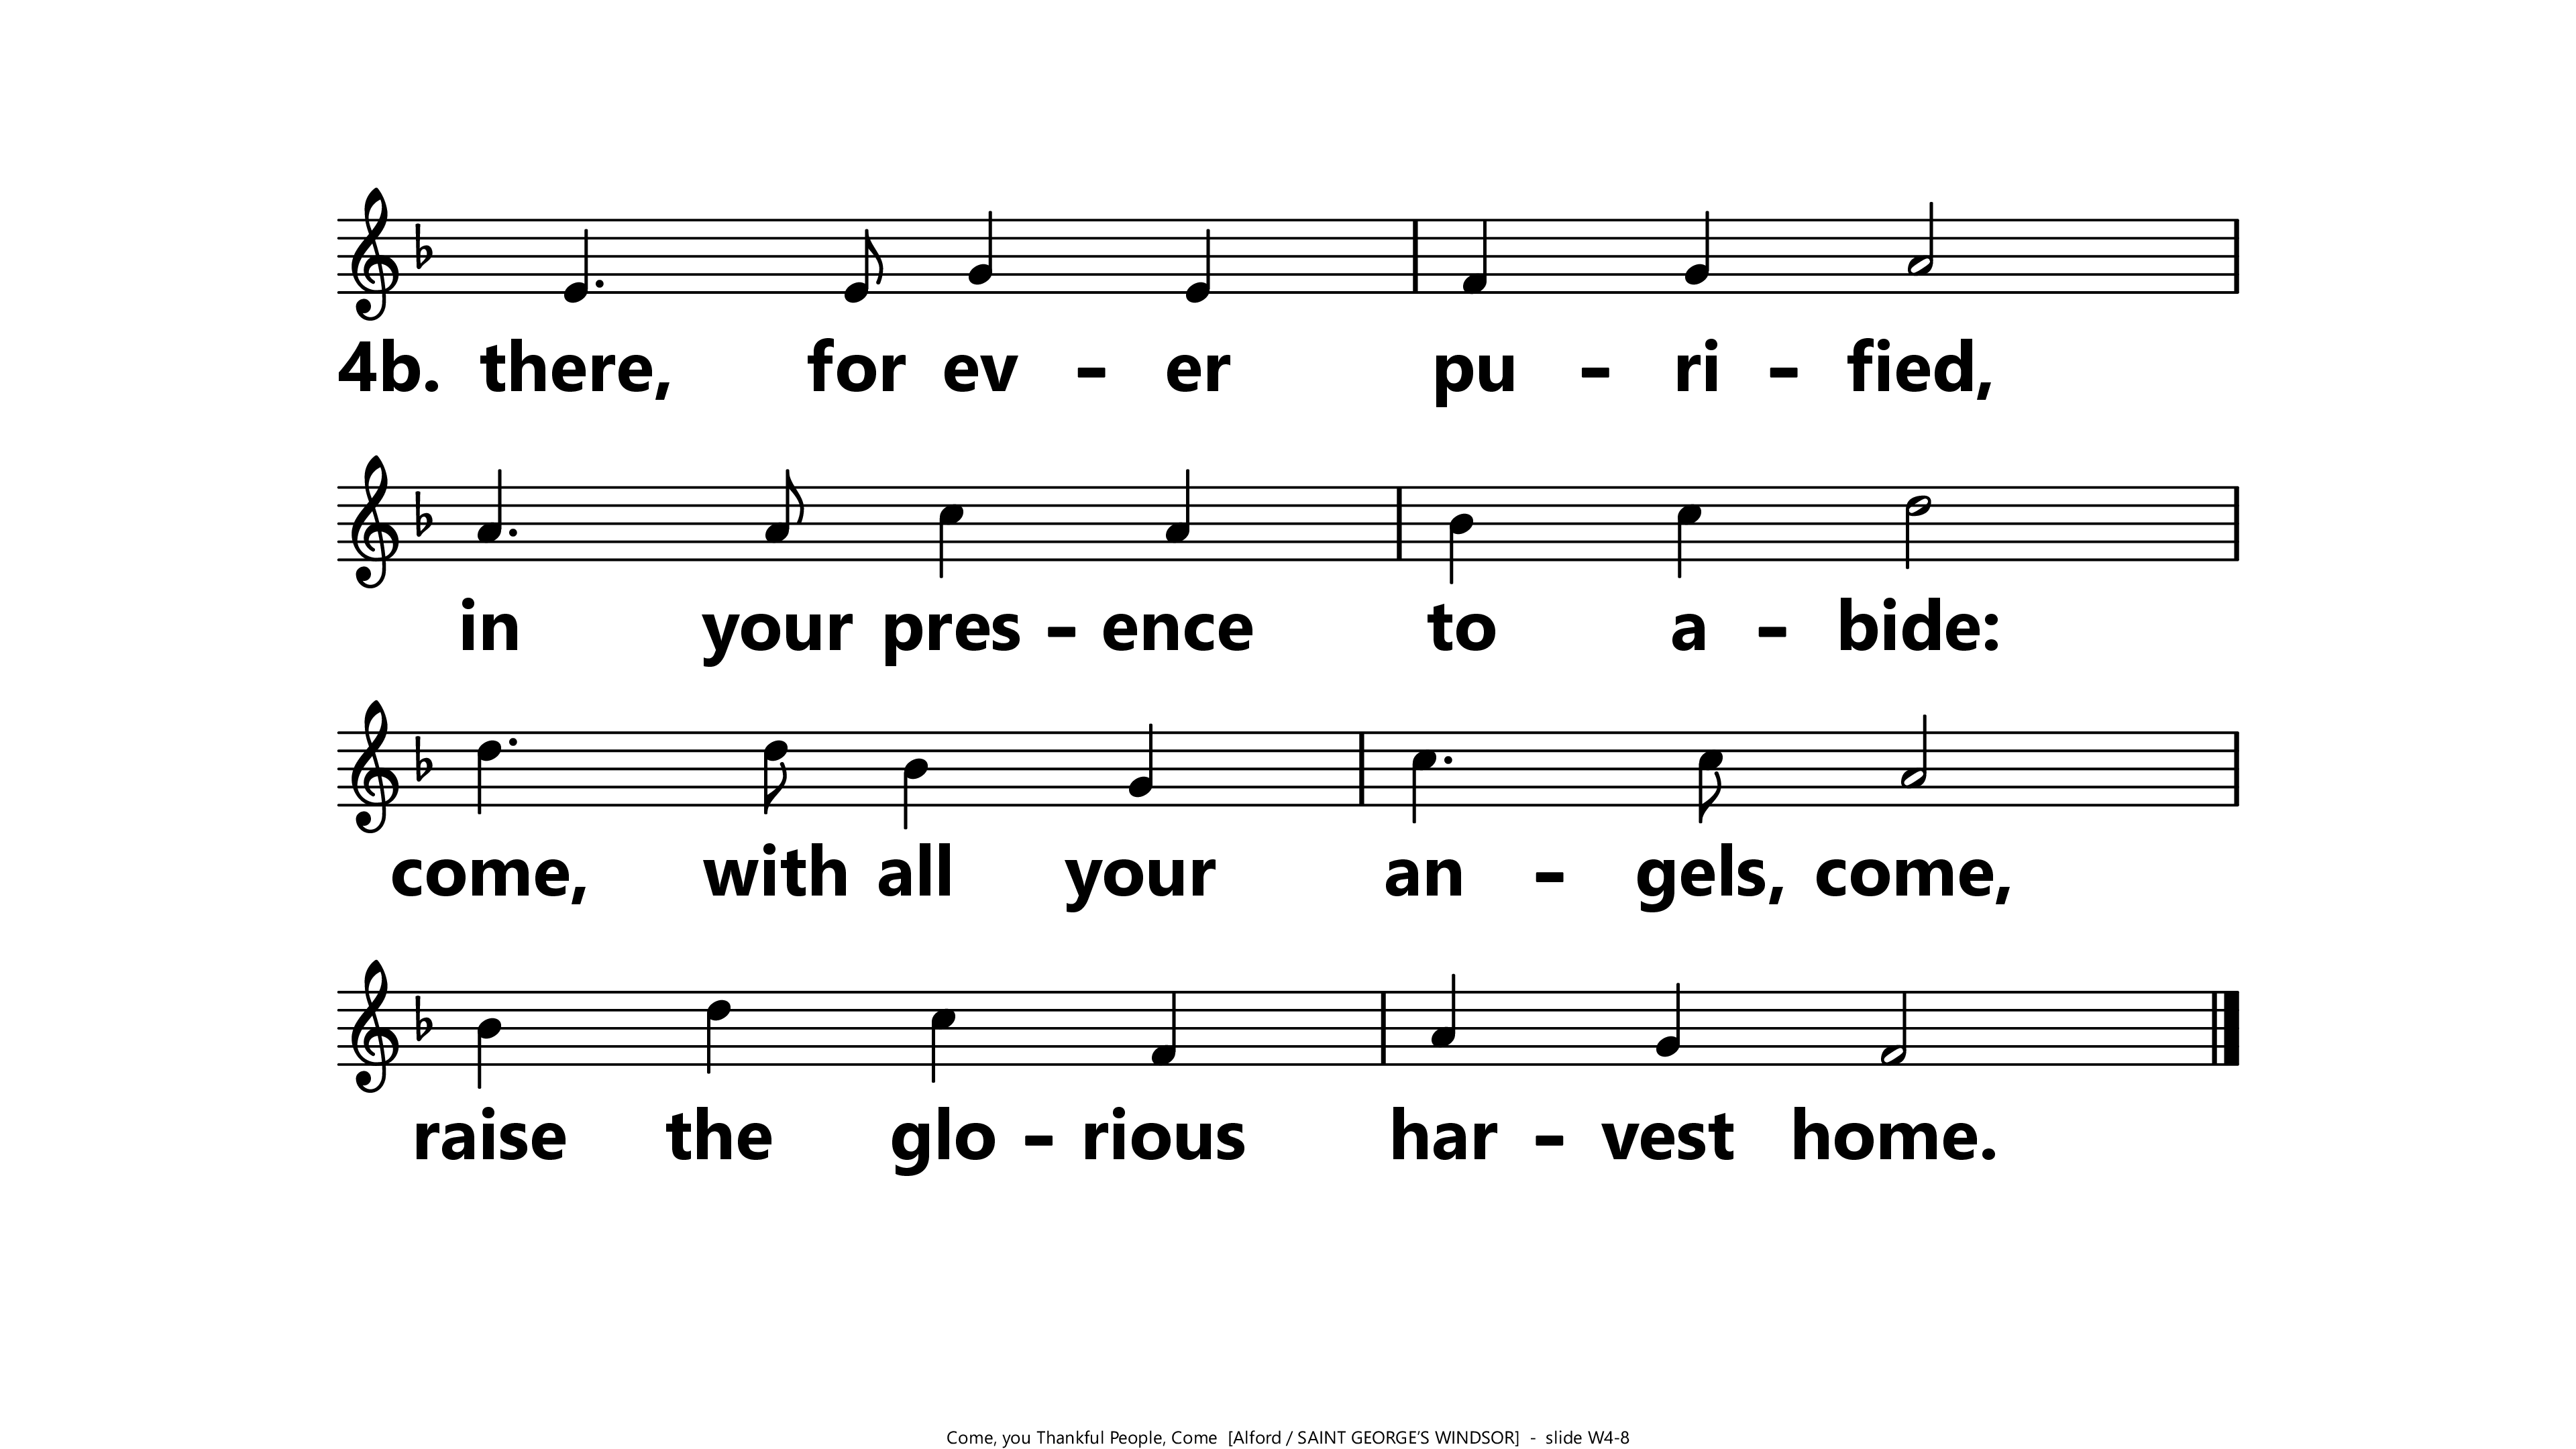 4b. there, for ev - er pu - ri - fied,
in your pres - ence to a - bide:
come, with all your an - gels, come,
raise the glo - rious har - vest home.
Come, you Thankful People, Come [Alford / SAINT GEORGE'S WINDSOR] - slide W4-8